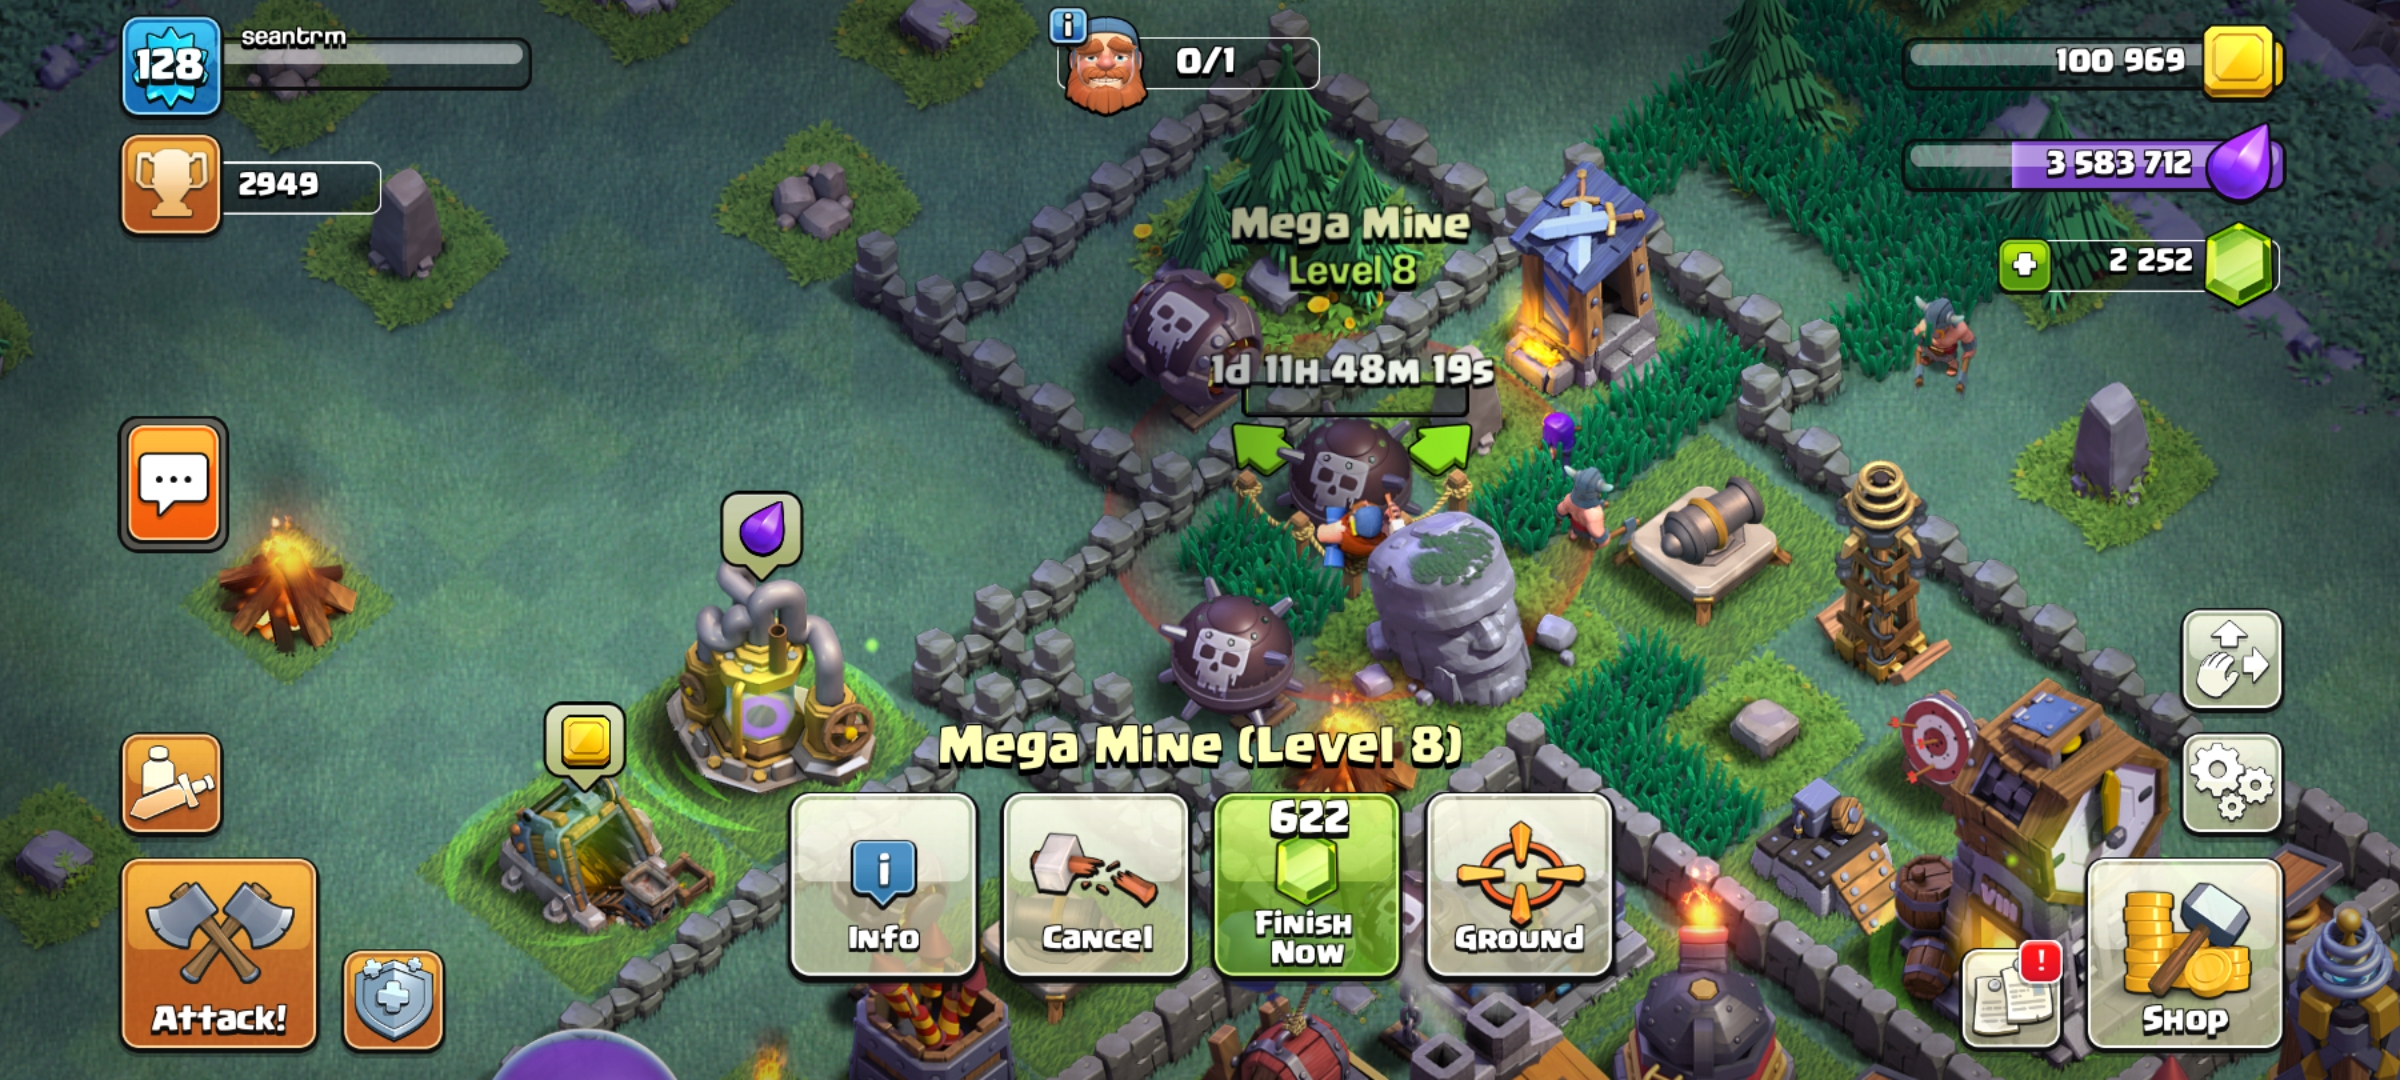 128
seantrm
2949
i
0/1
100 969
3 583 712
+
2 252
Mega Mine
Level 8
1d 11H 48M 19s
Mega Mine (Level 8)
i
Info
Cancel
622
Finish
Now
Ground
Attack!
!
Shop